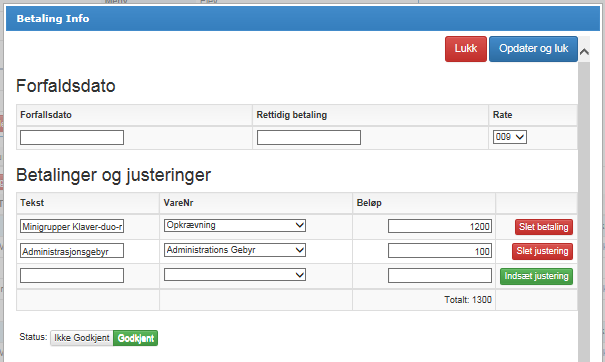 Betaling Info
Lukk Opdater og luk
Forfaldsdato
Forfallsdato Rettidig betaling Rate
009
Betalinger og justeringer
Tekst VareNr Beløp
Minigrupper Klaver-duo-r Opkrævning 1200 Slet betaling
Administrasjonsgebyr Administrations Gebyr 100 Slet justering
Indsæt justering
Totalt: 1300
Status: Ikke Godkjent Godkjent